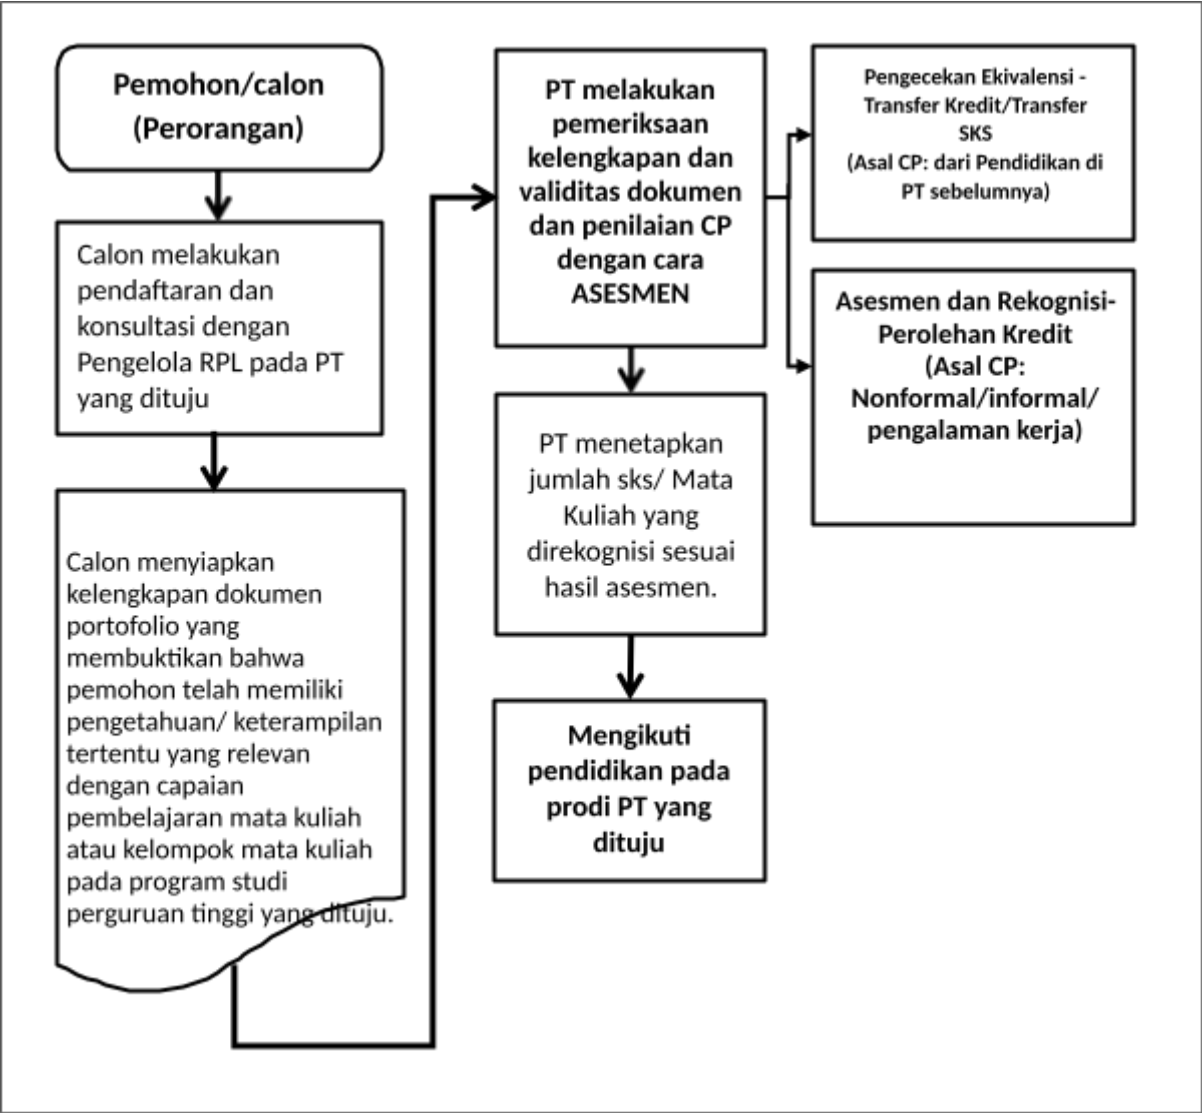 Pemohon/calon
(Perorangan)
Calon melakukan
pendaftaran dan
konsultasi dengan
Pengelola RPL pada PT
yang dituju
Calon menyiapkan
kelengkapan dokumen
portofolio yang
membuktikan bahwa
pemohon telah memiliki
pengetahuan/ keterampilan
tertentu yang relevan
dengan capaian
pembelajaran mata kuliah
atau kelompok mata kuliah
pada program studi
perguruan tinggi yang dituju.
PT melakukan
pemeriksaan
kelengkapan dan
validitas dokumen
dan penilaian CP
dengan cara
ASESMEN
PT menetapkan
jumlah sks/ Mata
Kuliah yang
direkognisi sesuai
hasil asesmen.
Mengikuti
pendidikan pada
prodi PT yang
dituju
Pengecekan Ekivalensi -
Transfer Kredit/Transfer
SKS
(Asal CP: dari Pendidikan di
PT sebelumnya)
Asesmen dan Rekognisi-
Perolehan Kredit
(Asal CP:
Nonformal/informal/
pengalaman kerja)